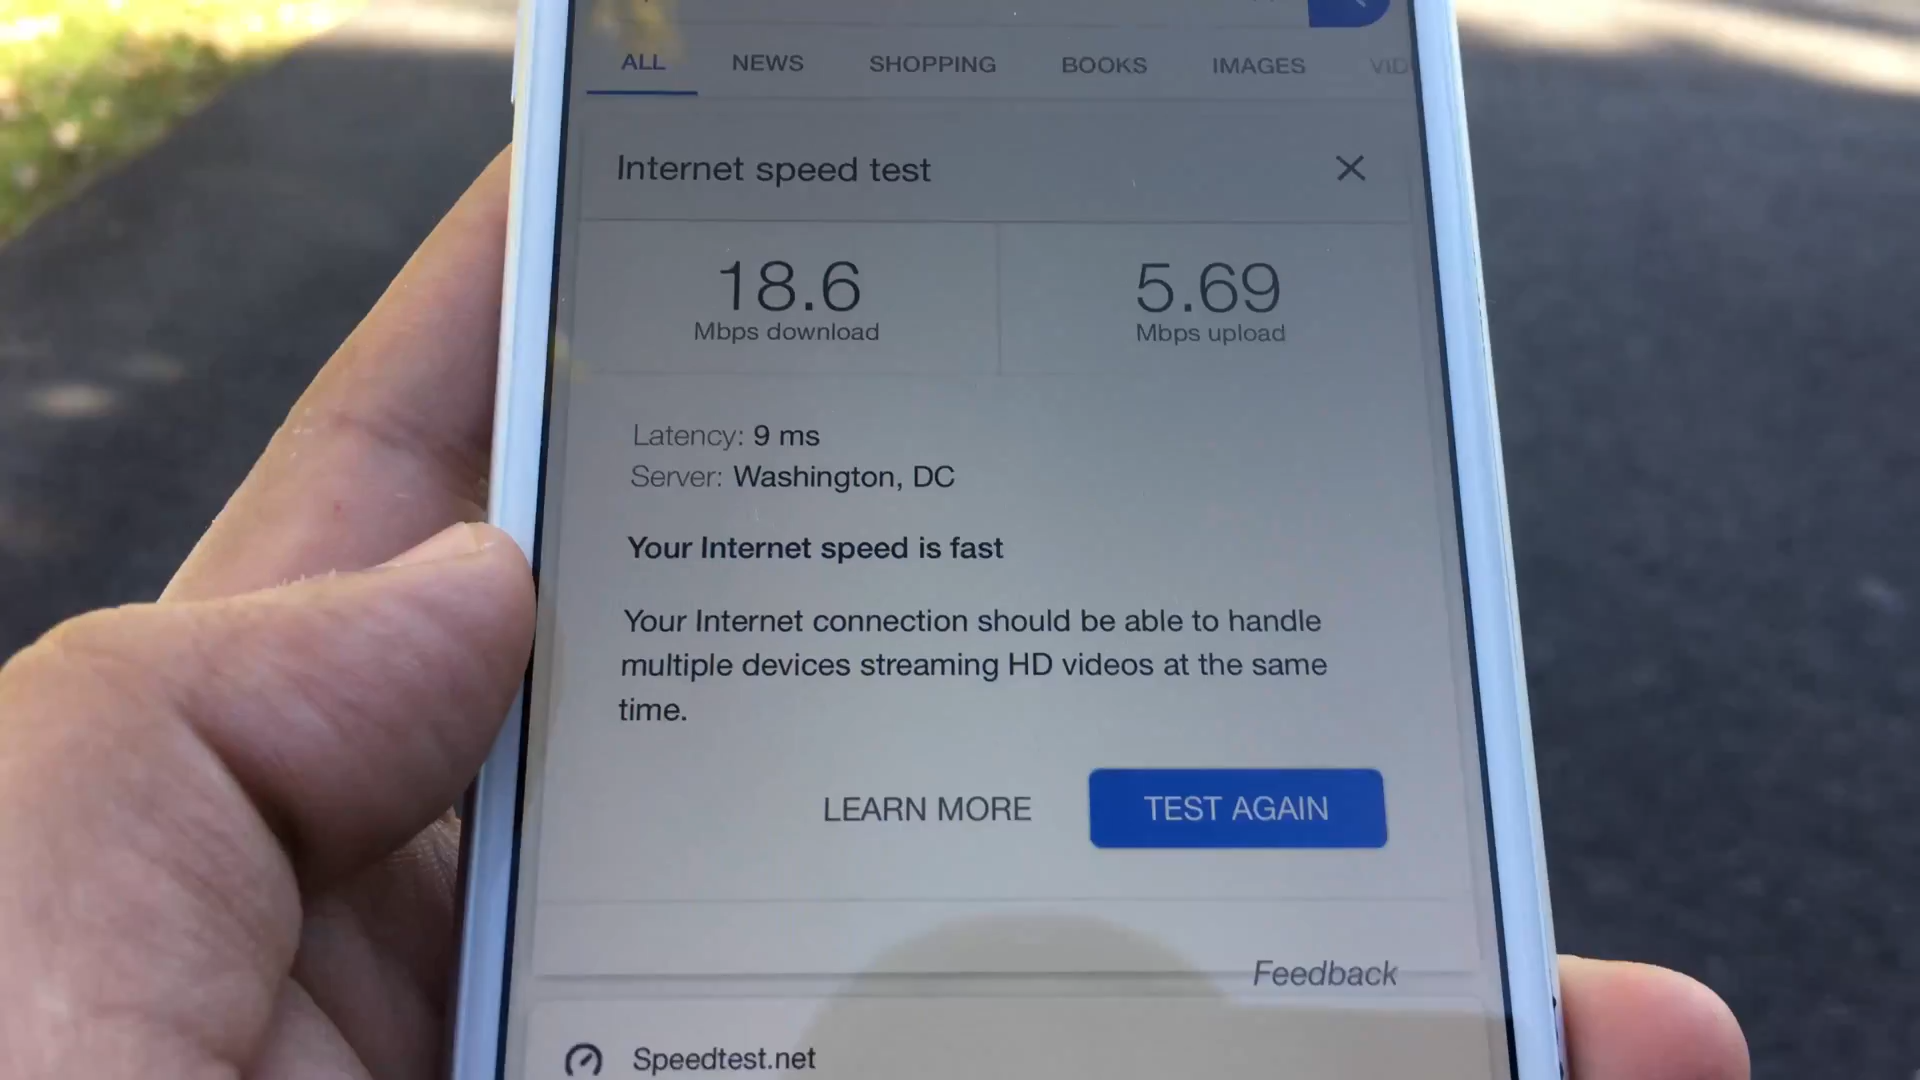 ALL NEWS SHOPPING BOOKS IMAGES
Internet speed test
18.6 5.69
Mbps download Mbps upload
Latency: 9 ms
Server: Washington, DC
Your Internet speed is fast
Your Internet connection should be able to handle
multiple devices streaming HD videos at the same
time.
LEARN MORE TEST AGAIN
Feedback
Speedtest.net